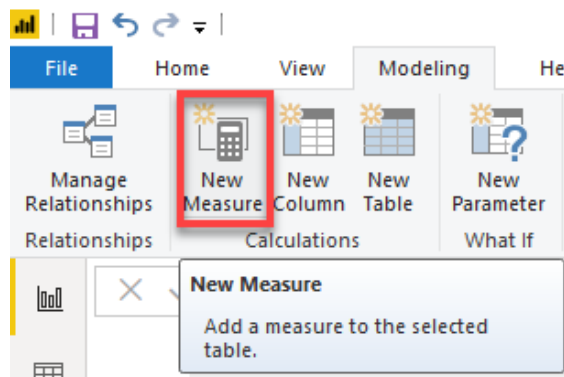 File Home View Modeling He
Manage Relationships New Measure New Column New Table New Parameter
Relationships Calculations What If
New Measure
Add a measure to the selected
table.